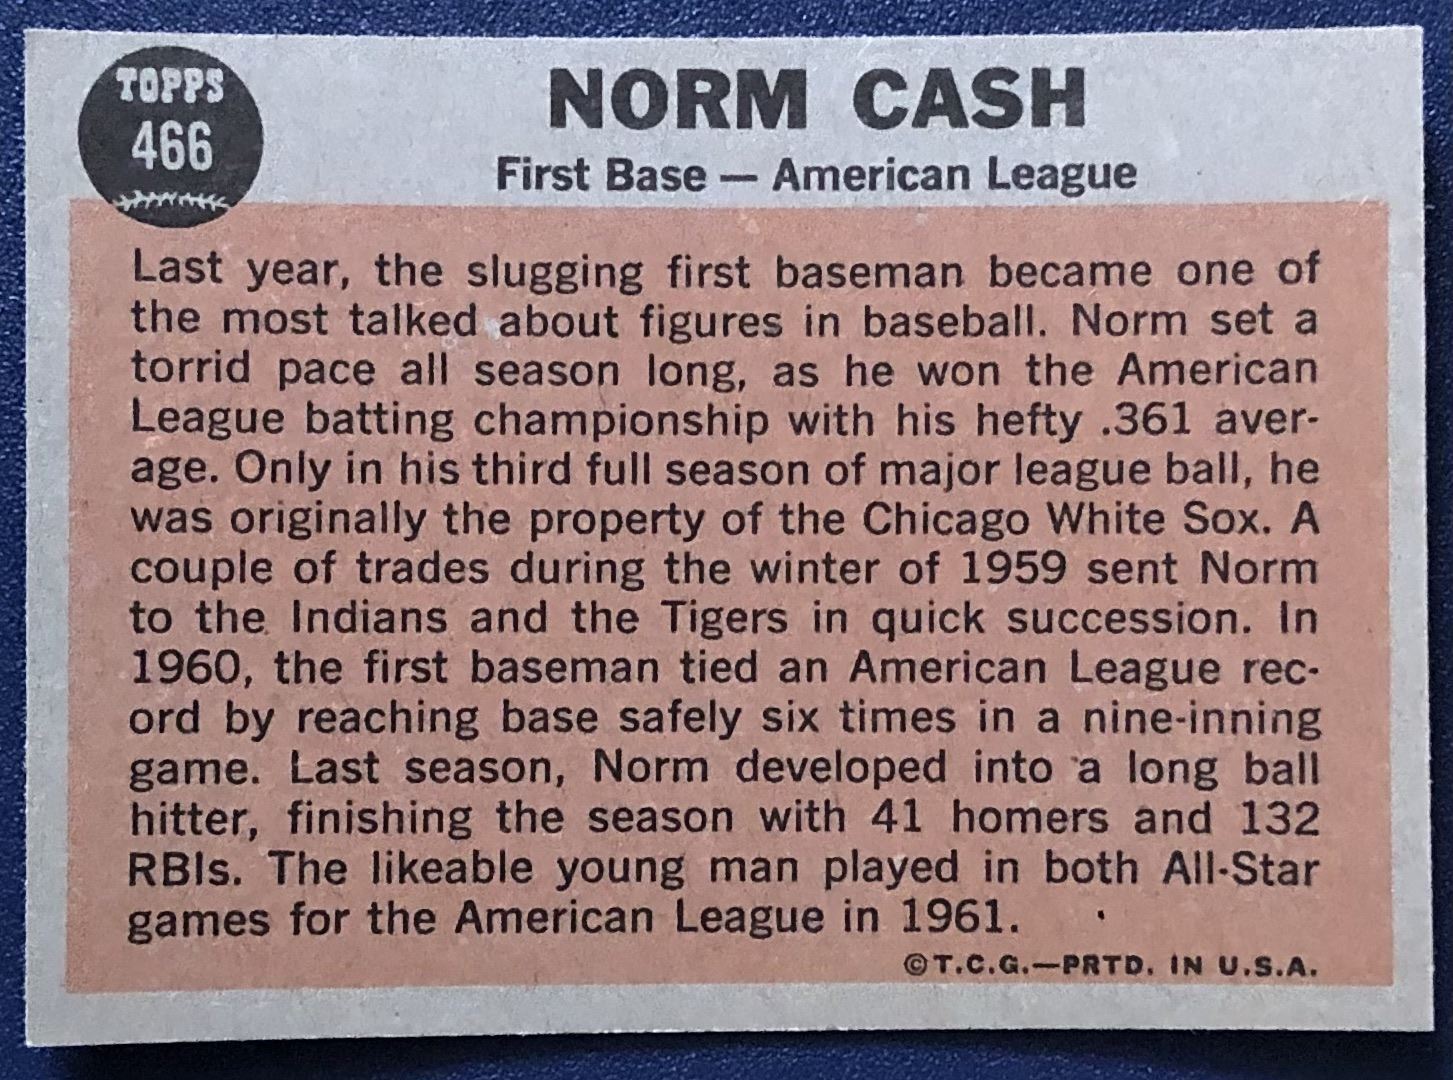 TOPPS
466
NORM CASH
First Base — American League
Last year, the slugging first baseman became one of
the most talked about figures in baseball. Norm set a
torrid pace all season long, as he won the American
League batting championship with his hefty .361 aver-
age. Only in his third full season of major league ball, he
was originally the property of the Chicago White Sox. A
couple of trades during the winter of 1959 sent Norm
to the Indians and the Tigers in quick succession. In
1960, the first baseman tied an American League rec-
ord by reaching base safely six times in a nine-inning
game. Last season, Norm developed into a long ball
hitter, finishing the season with 41 homers and 132
RBIs. The likeable young man played in both All-Star
games for the American League in 1961.
©T.C.G.—PRTD. IN U.S.A.